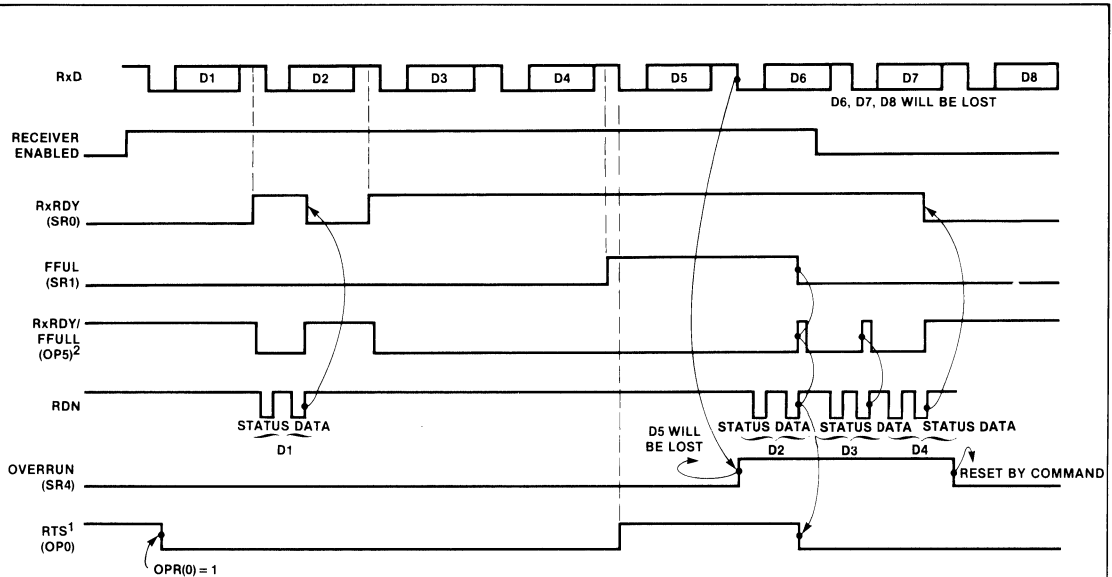 RxD D1 D2 D3 D4 D5 D6 D7 D8
D6, D7, D8 WILL BE LOST
RECEIVER
ENABLED
RxRDY
(SR0)
FFUL
(SR1)
RxRDY/
FFULL
(OP5)2
RDN
STATUS DATA STATUS DATA STATUS DATA STATUS DATA
D1 D2 D3 D4
D5 WILL
BE LOST
OVERRUN
(SR4)
RESET BY COMMAND
RTS1
(OP0)
OPR(0) = 1